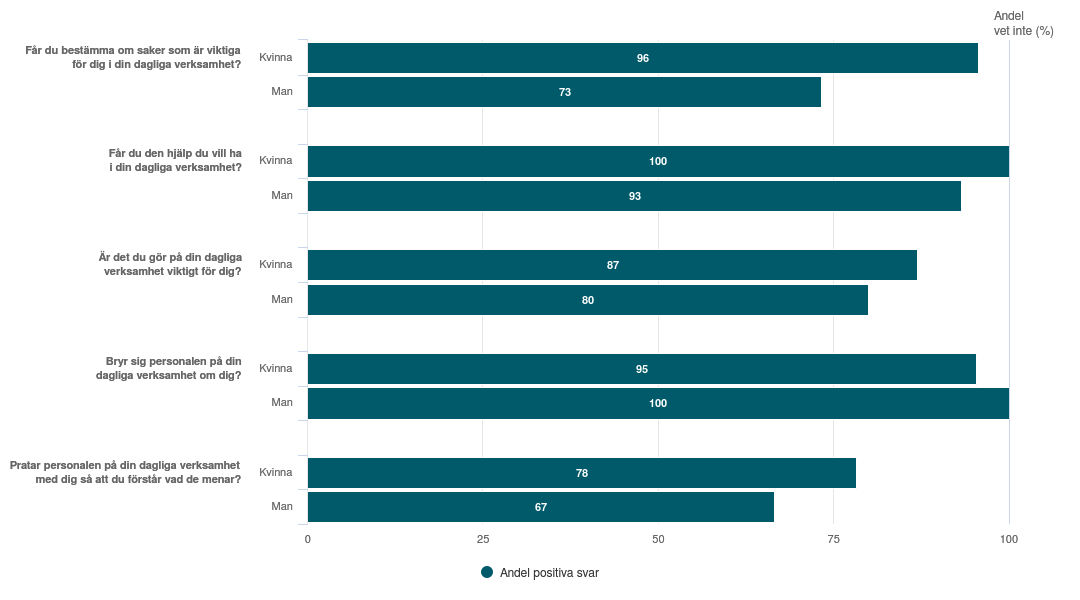 Andel
vet inte (%)
Får du bestämma om saker som är viktiga
för dig i din dagliga verksamhet?
Kvinna
96
Man
73
Får du den hjälp du vill ha
i din dagliga verksamhet?
Kvinna
100
Man
93
Är det du gör på din dagliga
verksamhet viktigt för dig?
Kvinna
87
Man
80
Bryr sig personalen på din
dagliga verksamhet om dig?
Kvinna
95
Man
100
Pratar personalen på din dagliga verksamhet
med dig så att du förstår vad de menar?
Kvinna
78
Man
67
0 25 50 75 100
Andel positiva svar